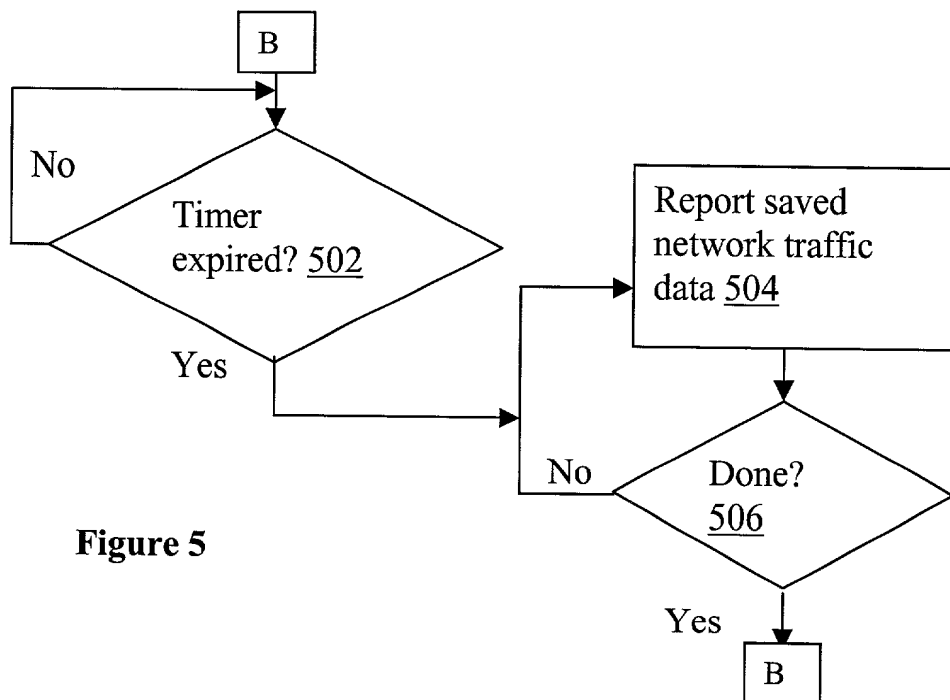 B
No
Timer
expired? 502
Yes
Report saved
network traffic
data 504
No
Done?
506
Yes
B
Figure 5